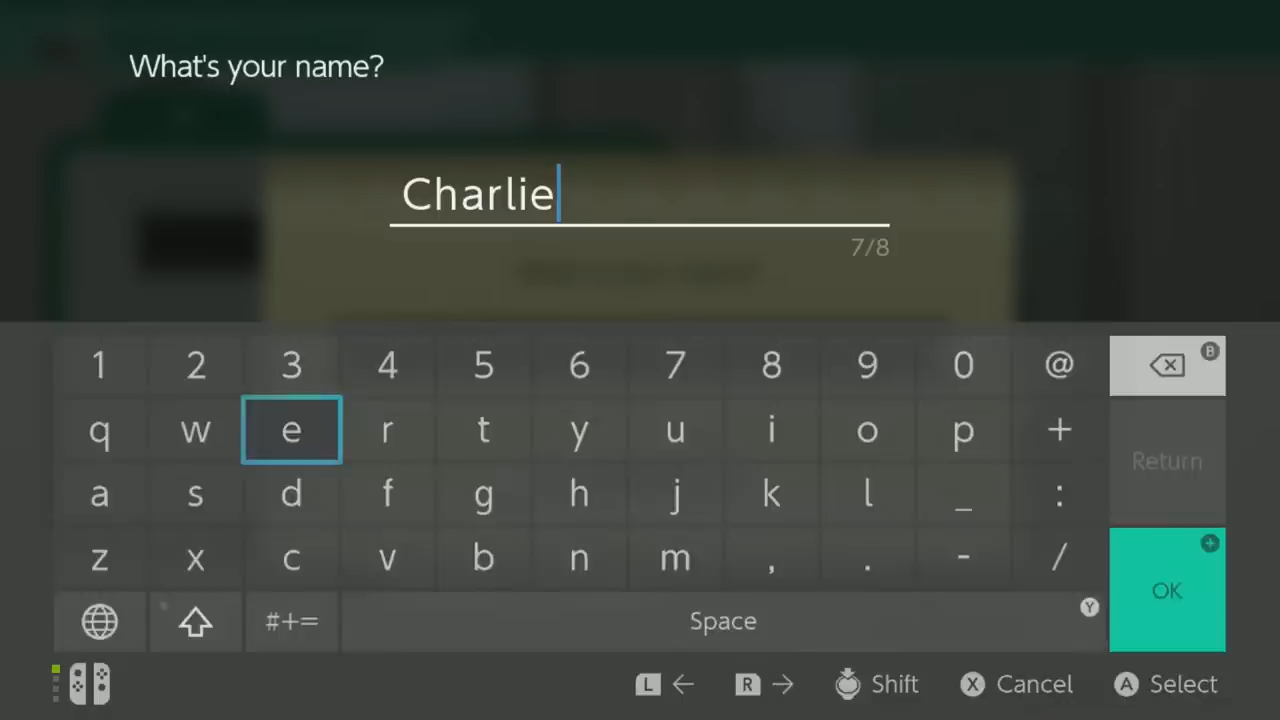 What's your name?
Charlie
7/8
1 2 3 4 5 6 7 8 9 0 @ B
q w e r t y u i o p +
Return
a s d f g h j k l _ :
z x c v b n m , . - /
+
OK
#+= Space Y
L ← R → Shift X Cancel A Select